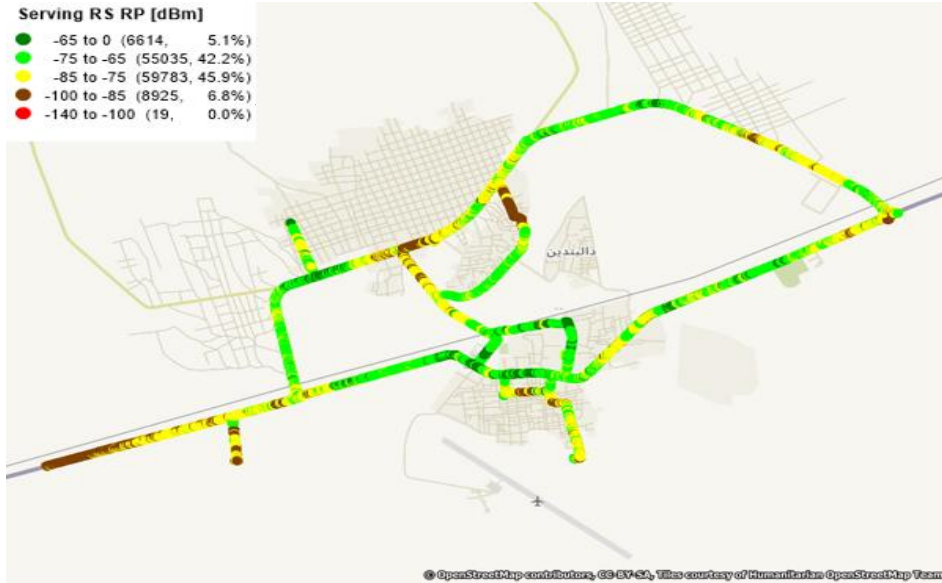 Serving RS RP [dBm]
-65 to 0 (6614, 5.1%)
-75 to -65 (55035, 42.2%)
-85 to -75 (59783, 45.9%)
-100 to -85 (8925, 6.8%)
-140 to -100 (19, 0.0%)
دالبندین
© OpenStreetMap contributors, CC-BY-SA, Tiles courtesy of Humanitarian OpenStreetMap Team